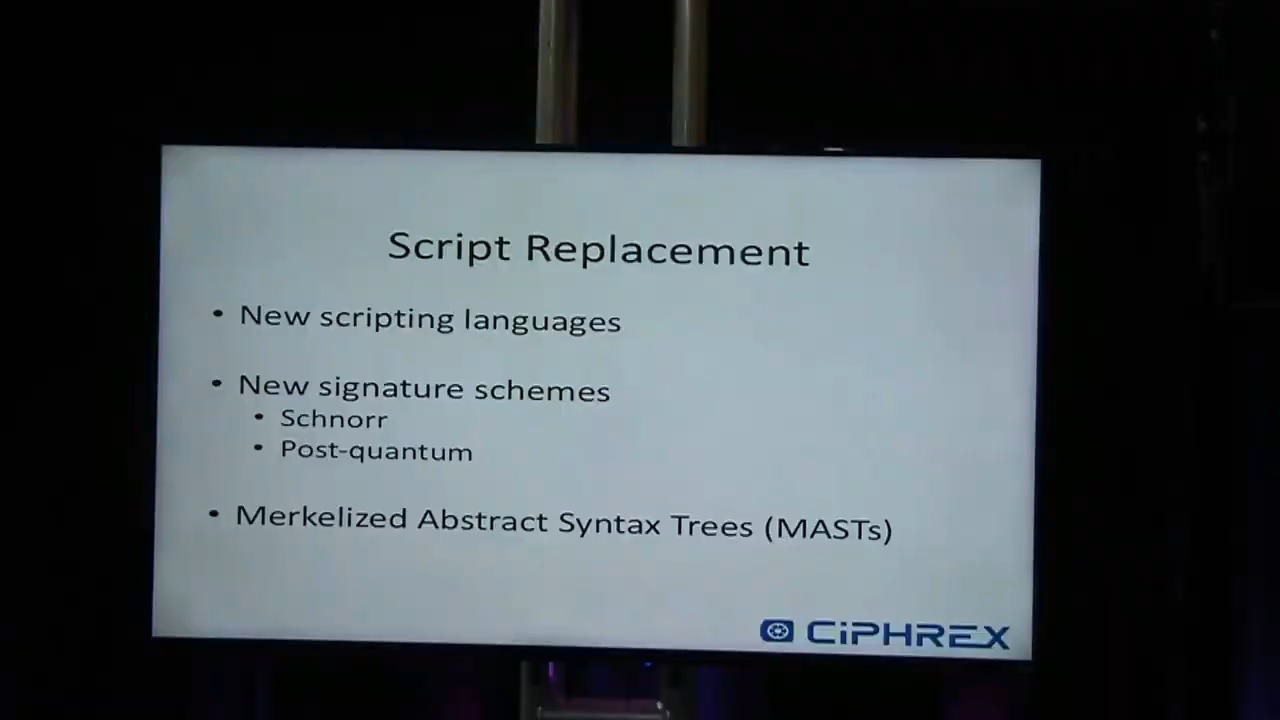 Script Replacement
• New scripting languages
• New signature schemes
• Schnorr
• Post-quantum
• Merkelized Abstract Syntax Trees (MASTs)
CiPHREX